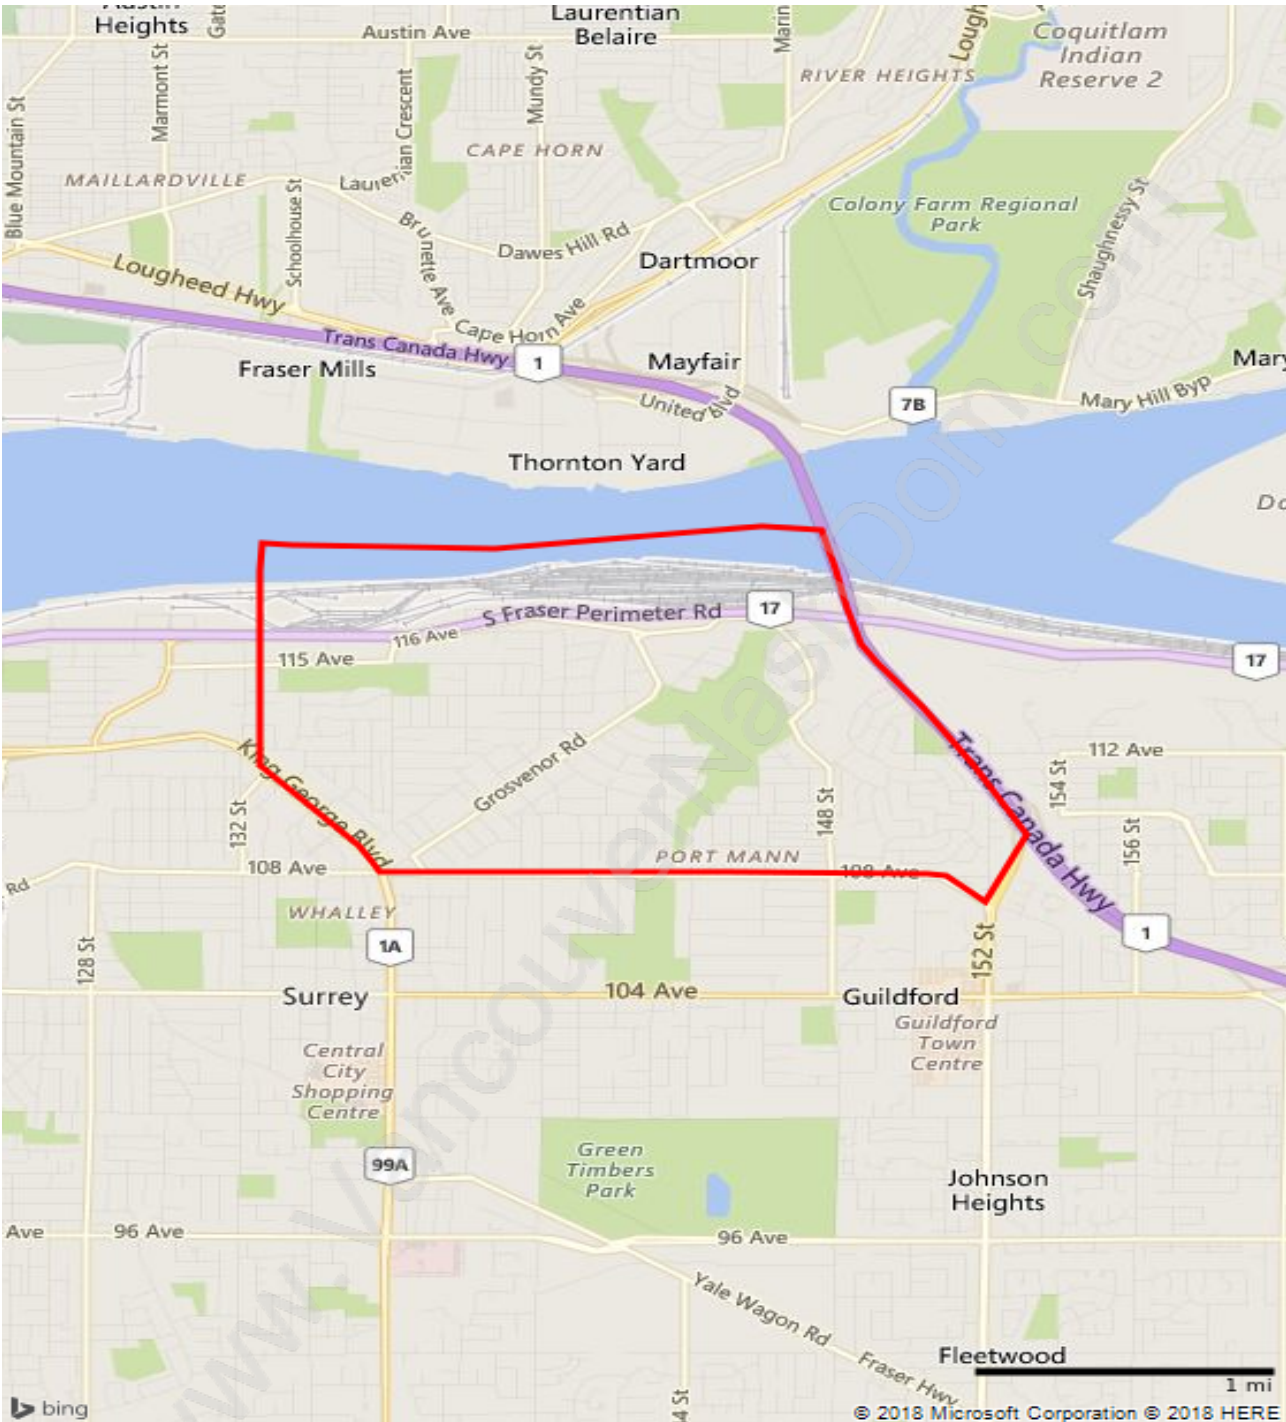 Heights
Gate
Austin Ave
Laurentian
Belaire
Marin
Lough
Coquitlam
Indian
Reserve 2
RIVER HEIGHTS
Blue Mountain St
Marmont St
Mundy St
CAPE HORN
MAILLARDVILLE
Schoolhouse St
Brunette Ave
Dawes Hill Rd
Colony Farm Regional
Park
Shaughnessy St
Lougheed Hwy
Dartmoor
Cape Horn Ave
Trans Canada Hwy
1
Fraser Mills
Mayfair
Mary
United Blvd
7B
Mary Hill Byp
Thornton Yard
S Fraser Perimeter Rd
17
116 Ave
115 Ave
17
King George Blvd
Grosvenor Rd
Trans Canada Hwy
112 Ave
154 St
132 St
148 St
156 St
108 Ave
PORT MANN
108 Ave
Rd
WHALLEY
1A
128 St
152 St
1
Surrey
104 Ave
Guildford
Guildford
Town
Centre
Central
City
Shopping
Centre
99A
Green
Timbers
Park
Johnson
Heights
Ave
96 Ave
96 Ave
Yale Wagon Rd
Fraser Hwy
Fleetwood
1 mi
bing
© 2018 Microsoft Corporation © 2018 HERE